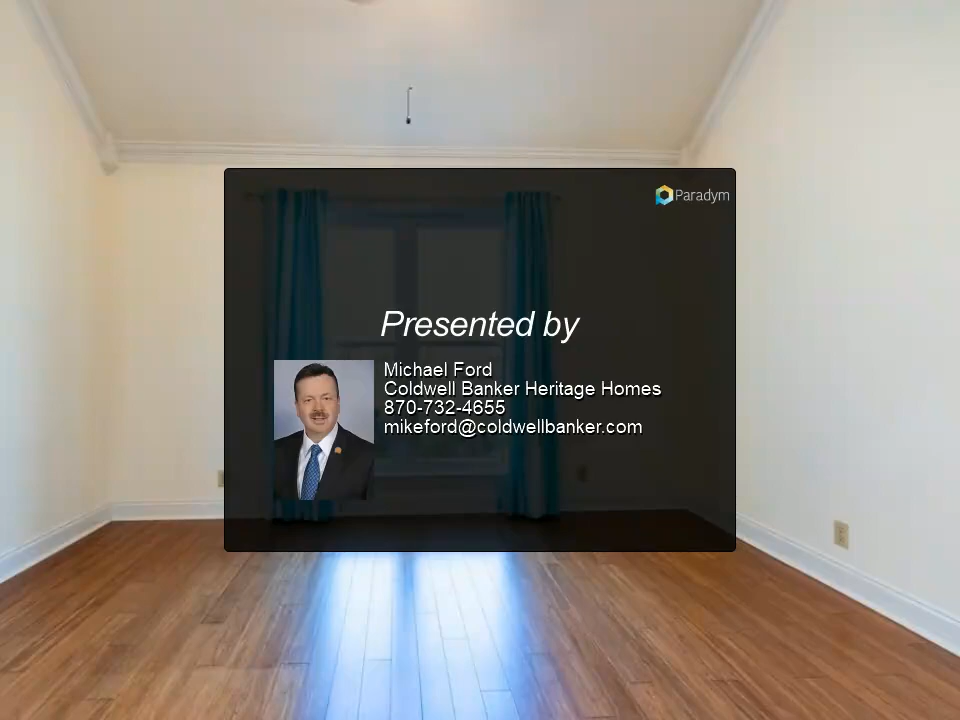 Paradym
Presented by
Michael Ford
Coldwell Banker Heritage Homes
870-732-4655
mikeford@coldwellbanker.com